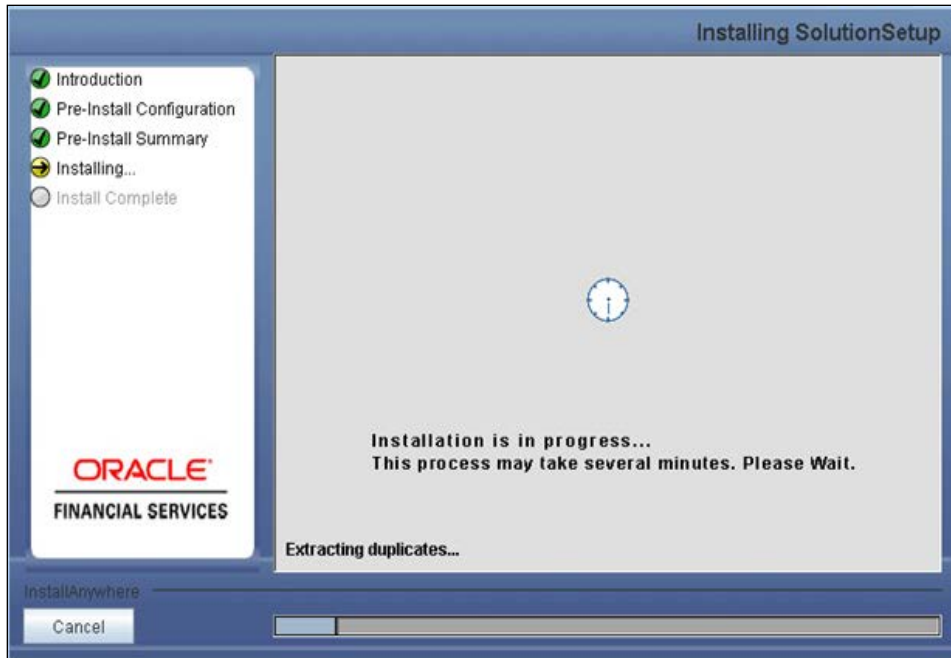 Installing SolutionSetup
Introduction
Pre-Install Configuration
Pre-Install Summary
Installing...
Install Complete
ORACLE®
FINANCIAL SERVICES
Installation is in progress...
This process may take several minutes. Please Wait.
Extracting duplicates...
InstallAnywhere
Cancel